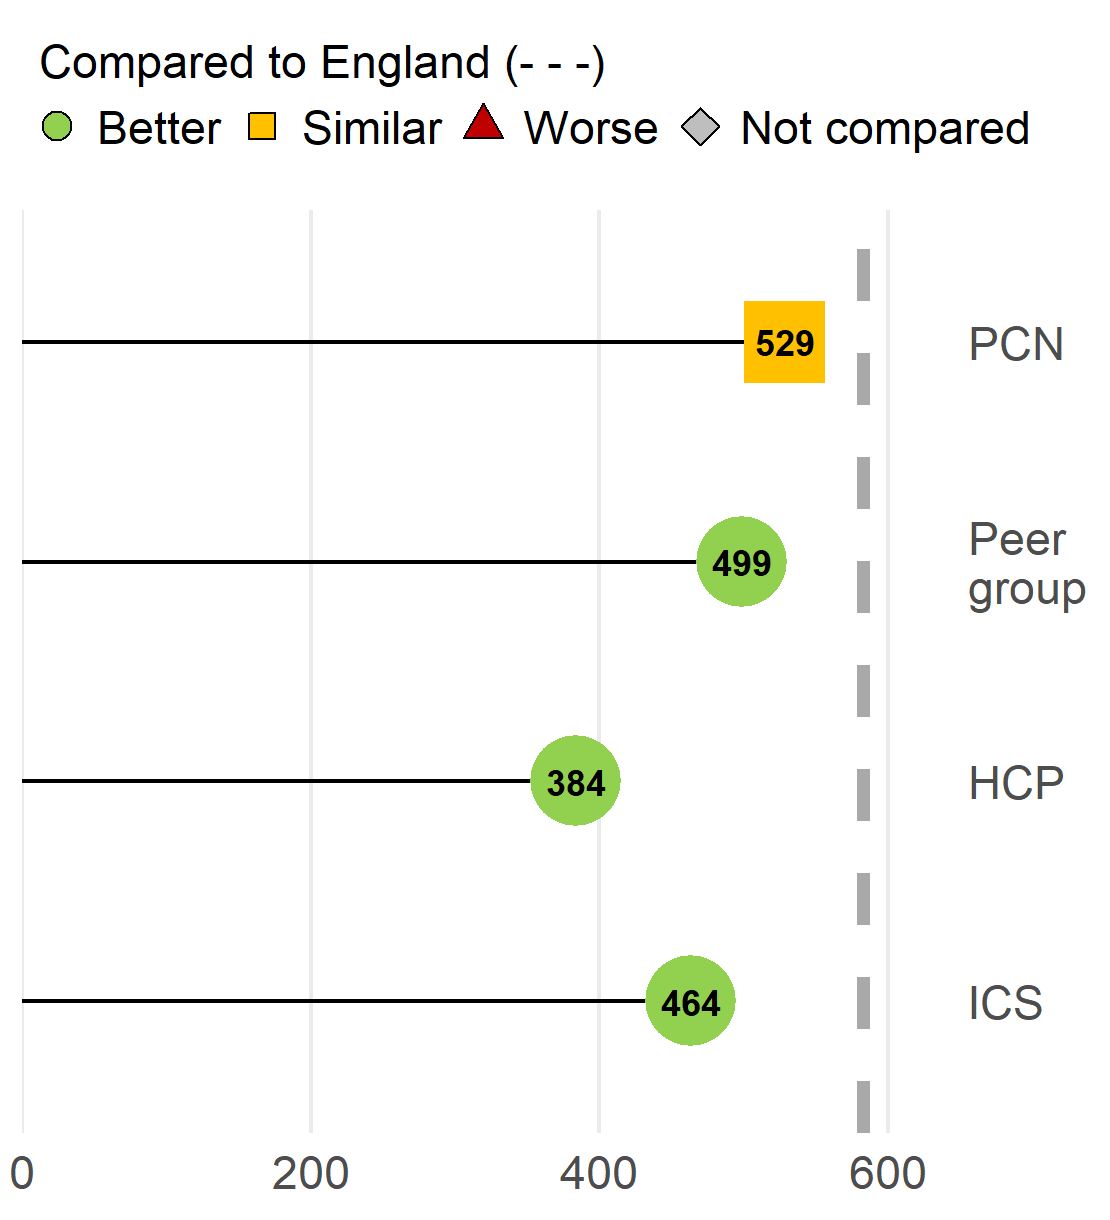 Compared to England (- - -)
Better Similar Worse Not compared
529 PCN
499 Peer
group
384 HCP
464 ICS
0 200 400 600